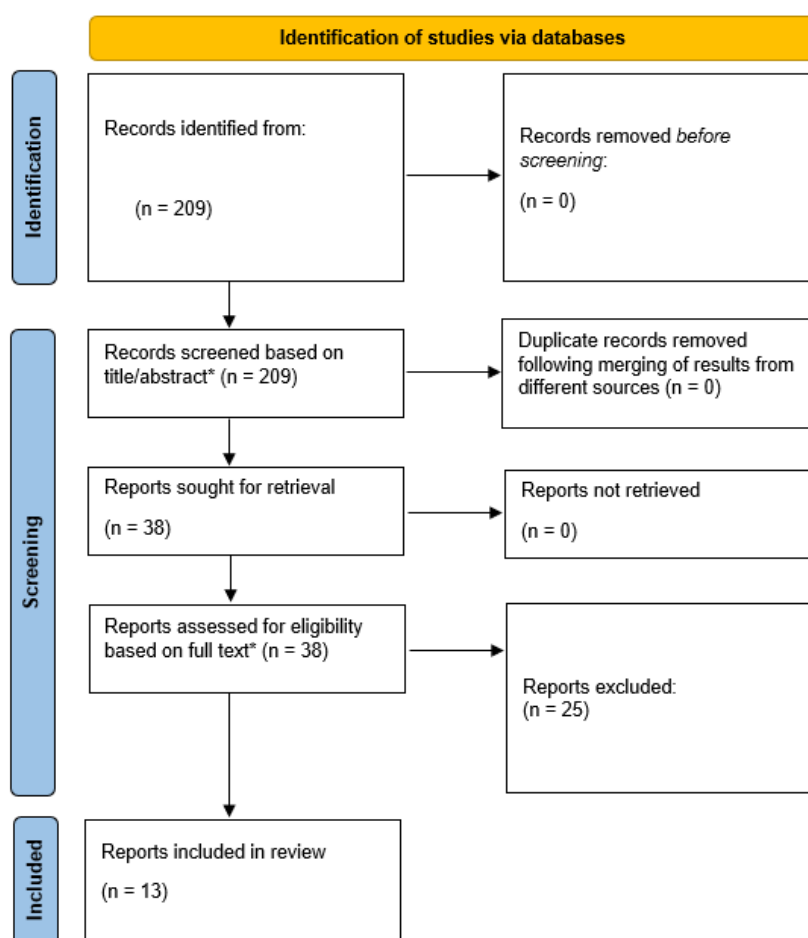 Identification of studies via databases
Identification
Records identified from:
(n = 209)
Records removed before
screening:
(n = 0)
Screening
Records screened based on
title/abstract* (n = 209)
Duplicate records removed
following merging of results from
different sources (n = 0)
Reports sought for retrieval
(n = 38)
Reports not retrieved
(n = 0)
Reports assessed for eligibility
based on full text* (n = 38)
Reports excluded:
(n = 25)
Included
Reports included in review
(n = 13)